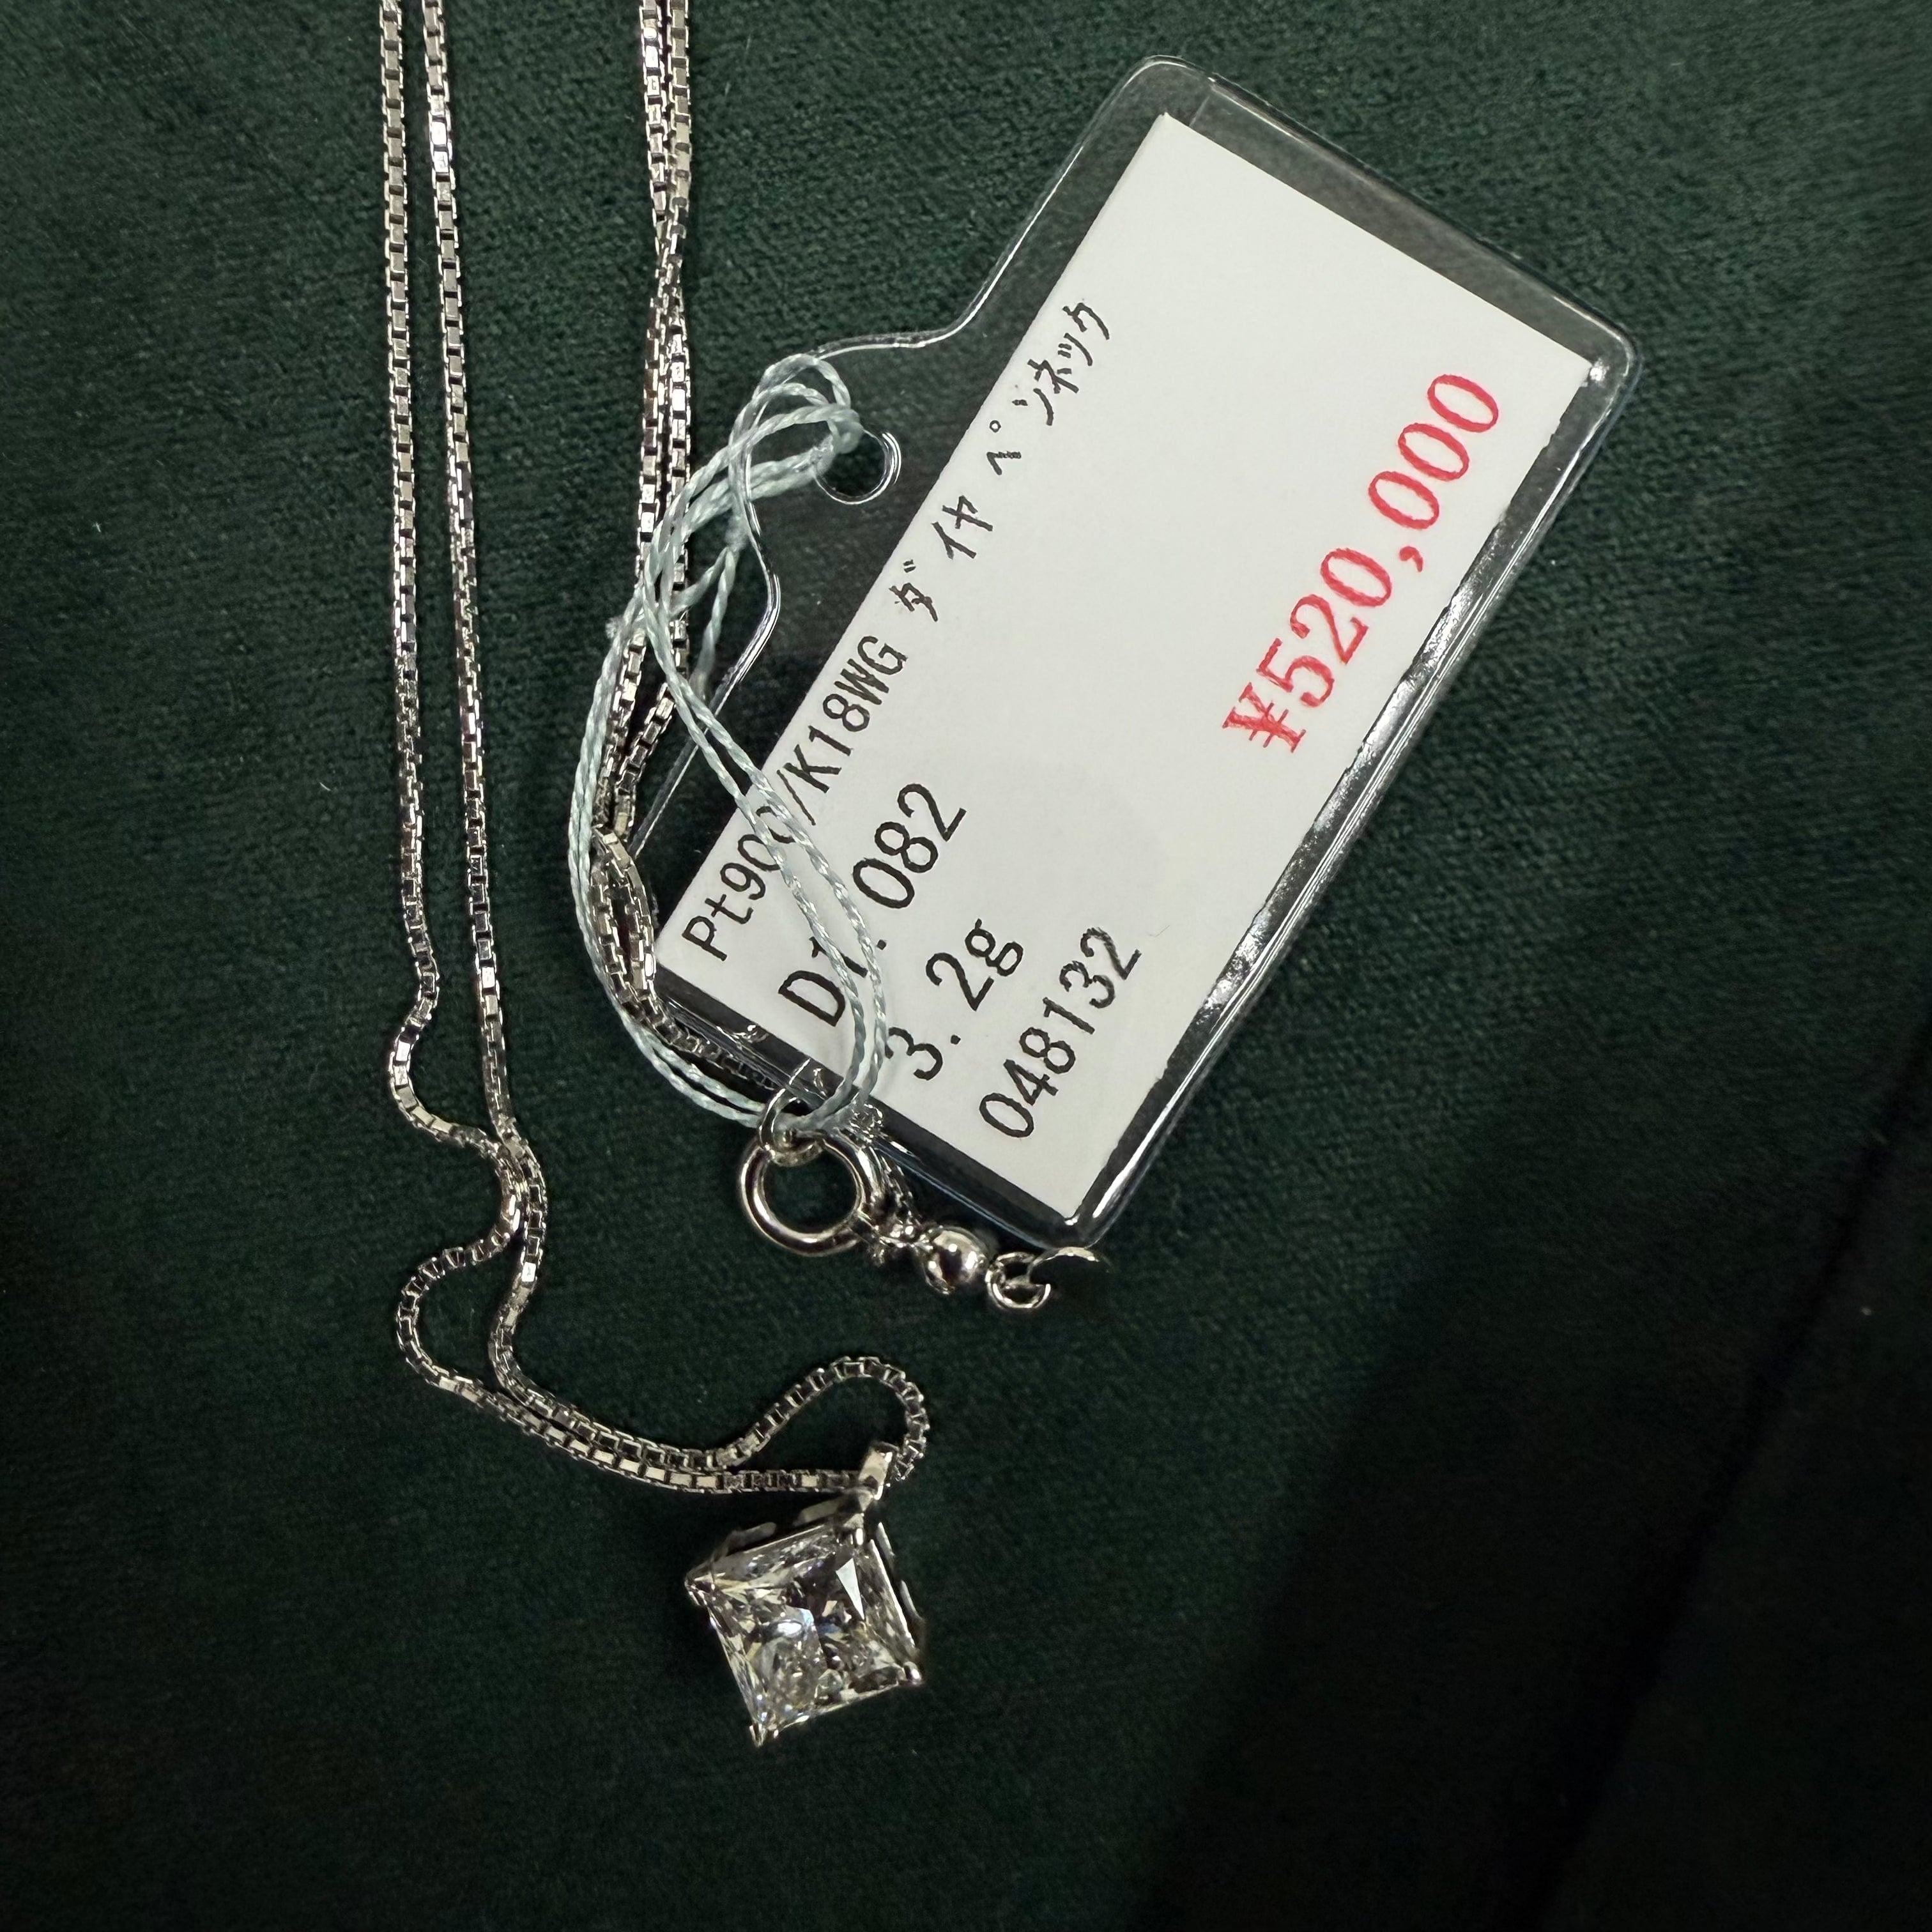 Pt900/K18WG ﾀﾞｲﾔ ﾍﾟﾝﾈｯｸ
D1.082
3.2g
048132
¥520,000